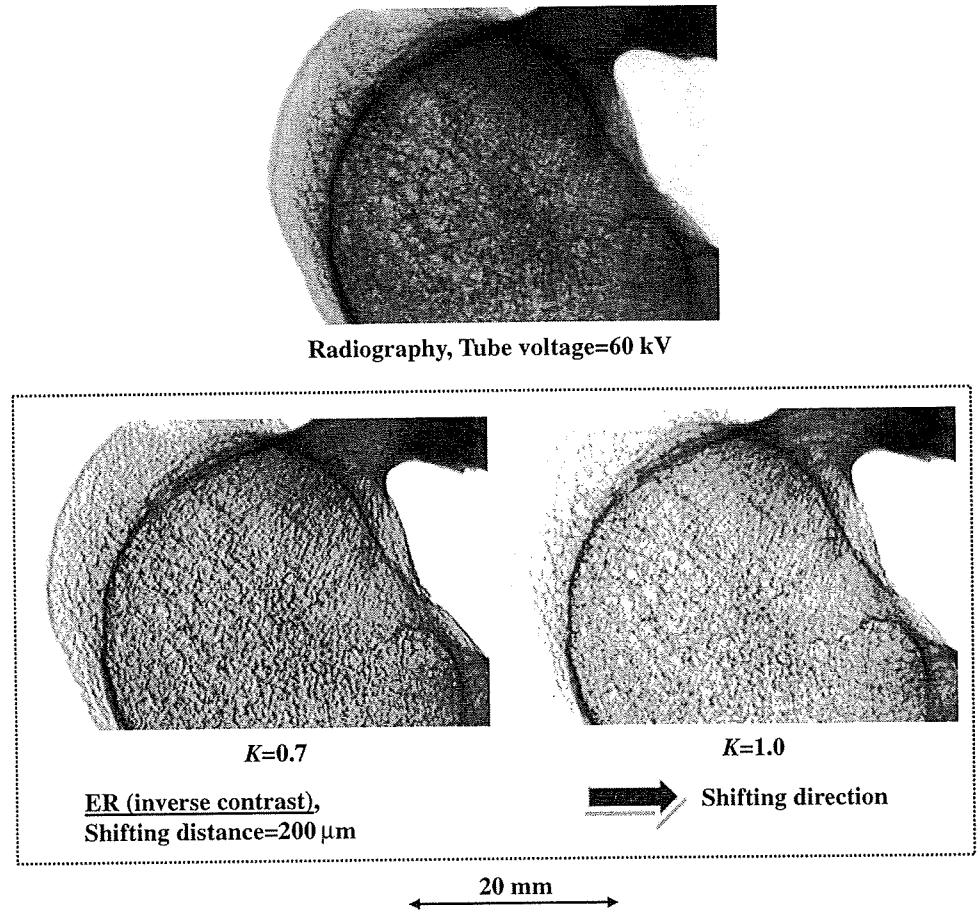 Radiography, Tube voltage=60 kV
K=0.7
K=1.0
ER (inverse contrast),
Shifting distance=200 μm
Shifting direction
20 mm